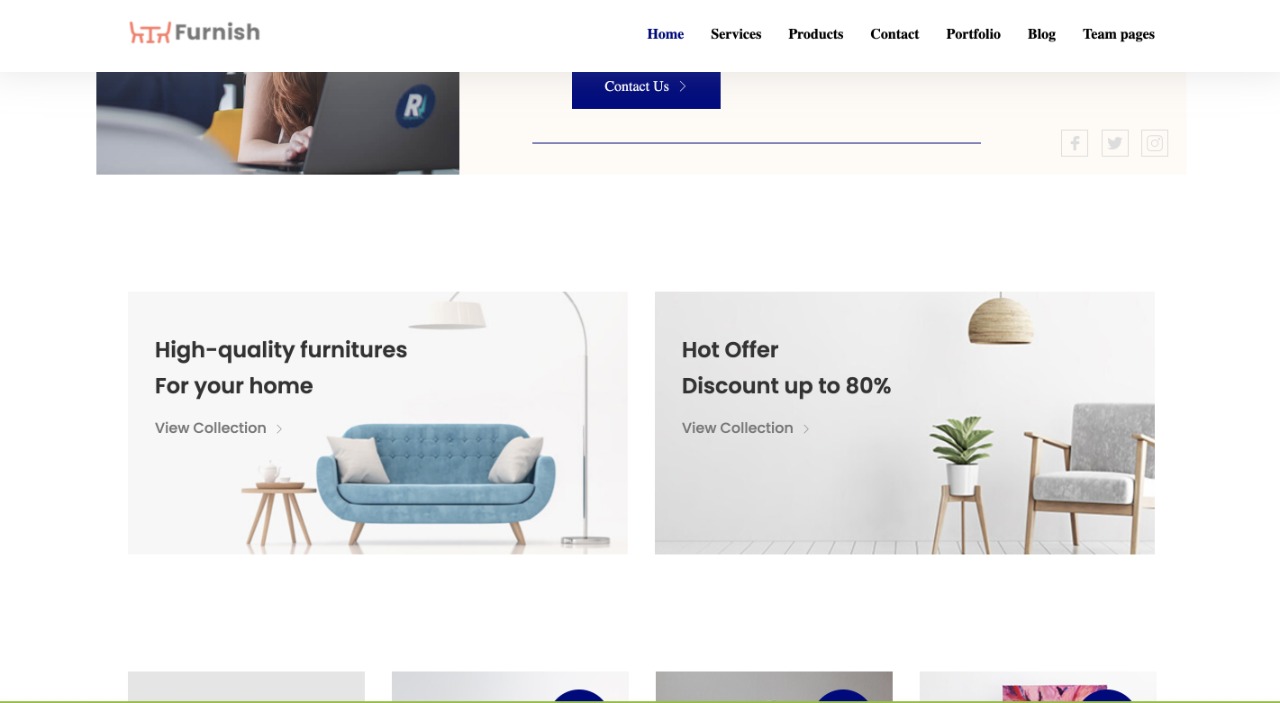 Furnish
Home Services Products Contact Portfolio Blog Team pages
Contact Us
High-quality furnitures
For your home
View Collection
Hot Offer
Discount up to 80%
View Collection